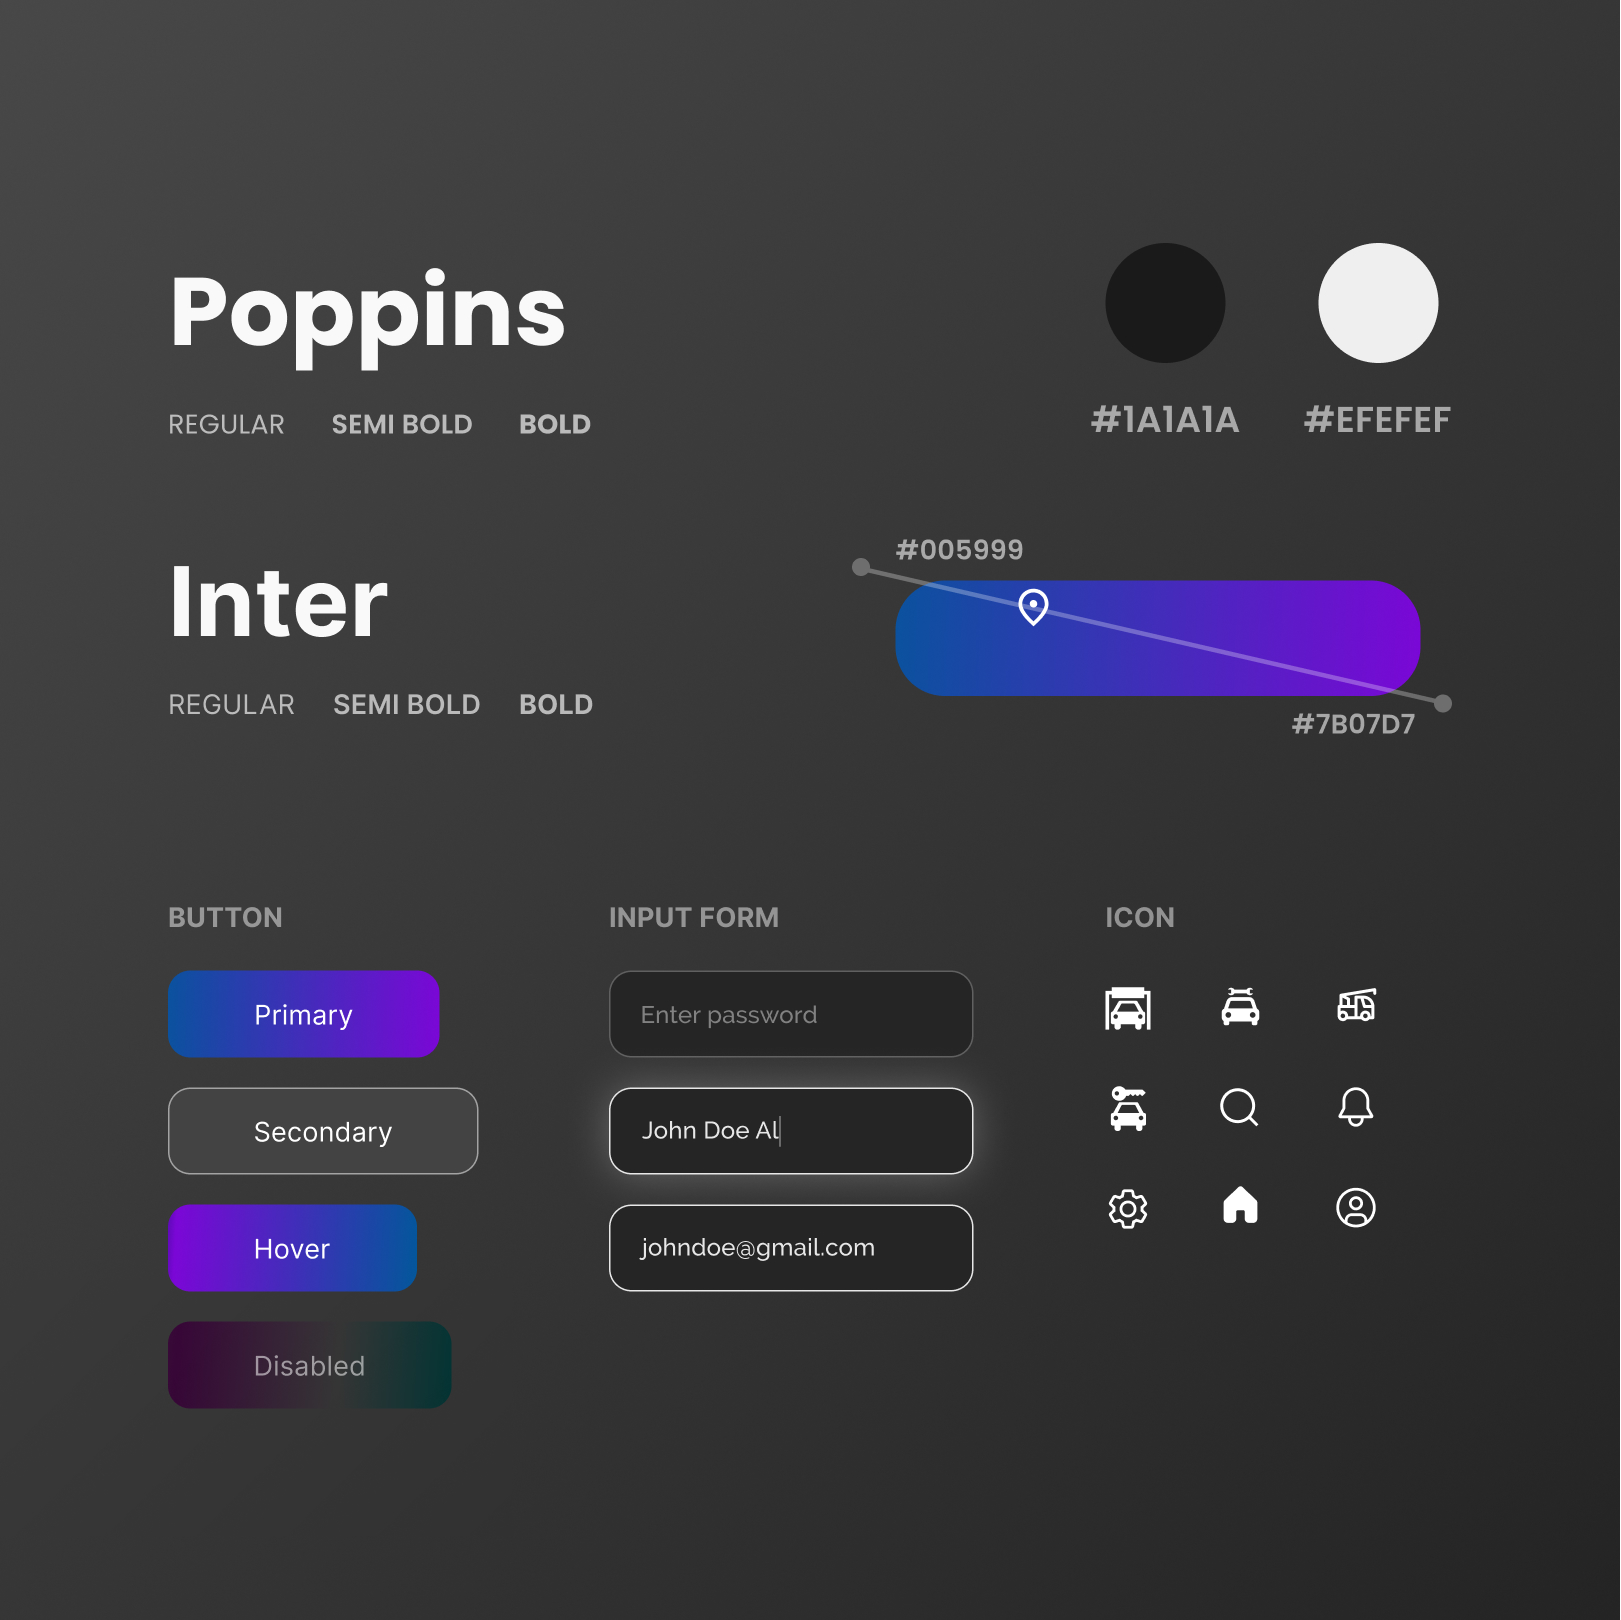 Poppins
REGULAR SEMI BOLD BOLD
#1A1A1A #EFEFEF
Inter
REGULAR SEMI BOLD BOLD
#005999
#7B07D7
BUTTON
Primary
Secondary
Hover
Disabled
INPUT FORM
Enter password
John Doe Al
johndoe@gmail.com
ICON